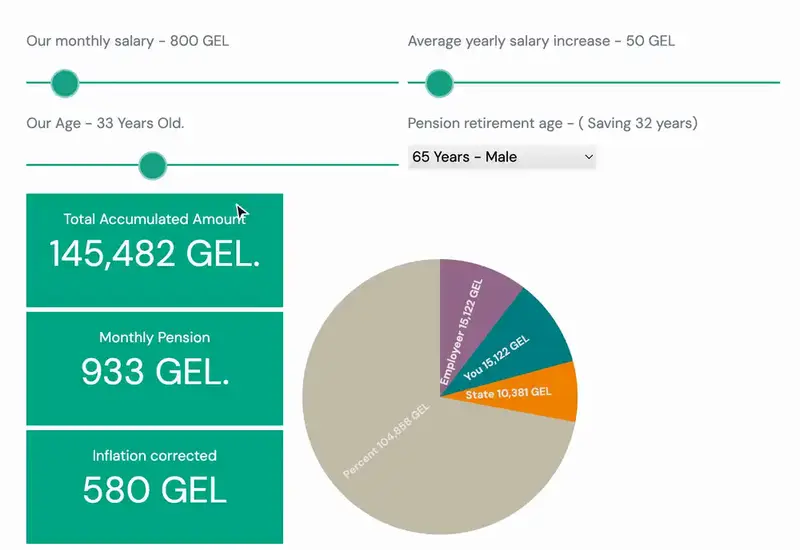 Our monthly salary - 800 GEL
Average yearly salary increase - 50 GEL
Our Age - 33 Years Old.
Pension retirement age - ( Saving 32 years)
65 Years - Male
Total Accumulated Amount
145,482 GEL.
Monthly Pension
933 GEL.
Inflation corrected
580 GEL
Employeer 15,122 GEL
You 15,122 GEL
State 10,381 GEL
Percent 104,858 GEL